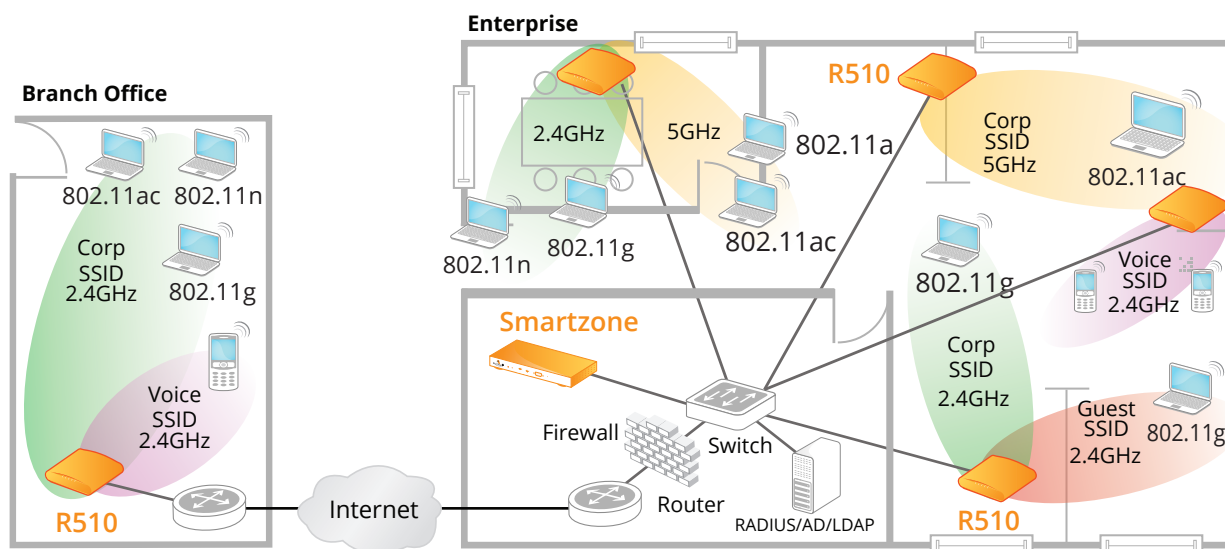 Enterprise
Branch Office
802.11ac
802.11n
Corp
SSID
2.4GHz
802.11g
Voice
SSID
2.4GHz
R510
Internet
2.4GHz
5GHz
802.11a
802.11n
802.11g
802.11ac
R510
Corp
SSID
5GHz
802.11ac
802.11g
Voice
SSID
2.4GHz
Smartzone
Firewall
Switch
Router
RADIUS/AD/LDAP
Corp
SSID
2.4GHz
Guest
SSID
2.4GHz
802.11g
R510